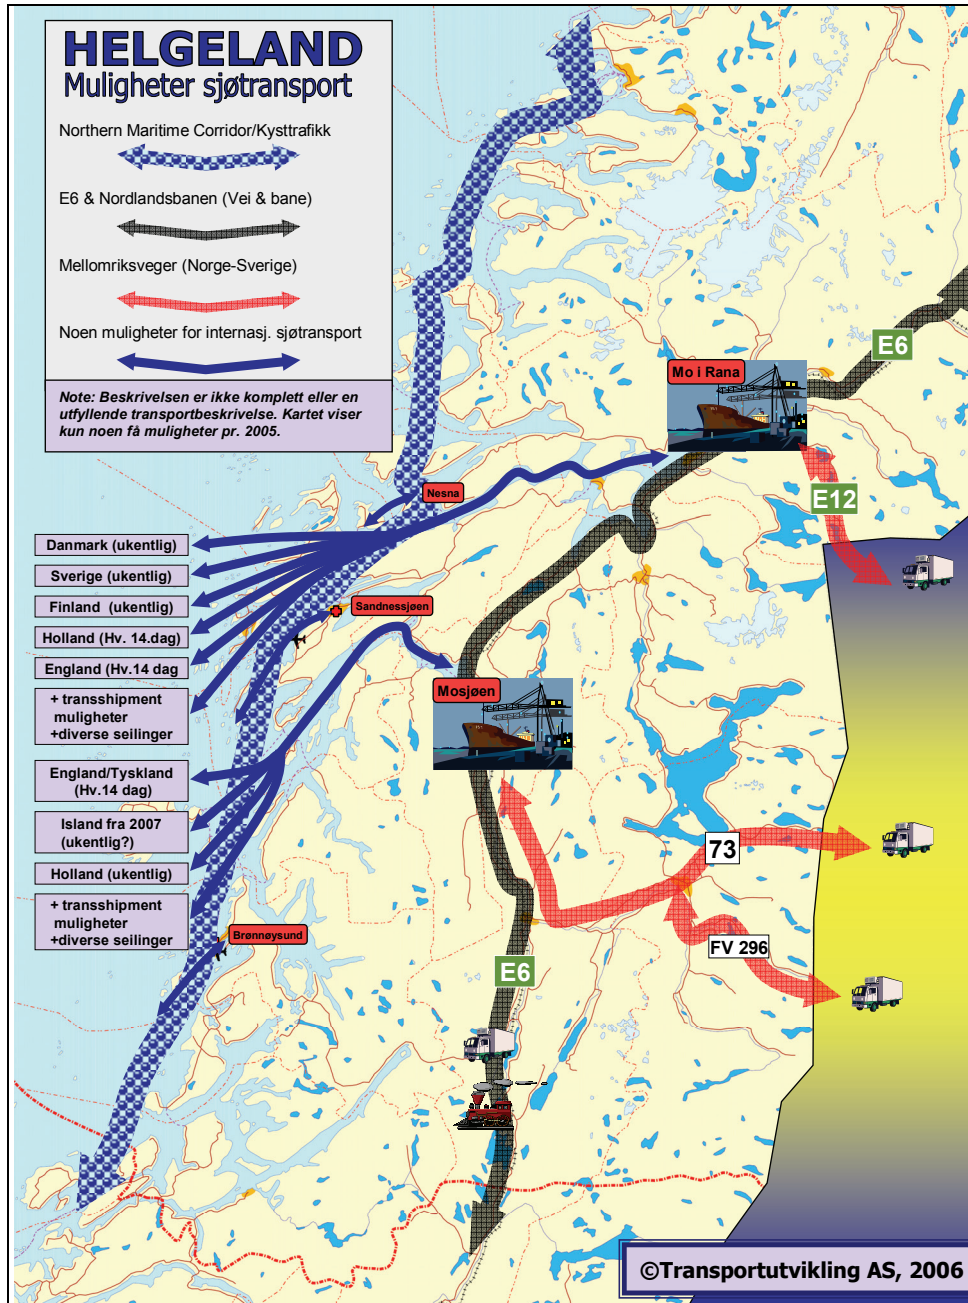 HELGELAND
Muligheter sjøtransport
Northern Maritime Corridor/Kysttrafikk
E6 & Nordlandsbanen (Vei & bane)
Mellomriksveger (Norge-Sverige)
Noen muligheter for internasj. sjøtransport
Note: Beskrivelsen er ikke komplett eller en
utfyllende transportbeskrivelse. Kartet viser
kun noen få muligheter pr. 2005.
E6
Mo i Rana
E12
Nesna
Danmark (ukentlig)
Sverige (ukentlig)
Finland (ukentlig)
Sandnessjøen
Holland (Hv. 14.dag)
England (Hv.14 dag
+ transshipment
muligheter
+diverse seilinger
Mosjøen
England/Tyskland
(Hv.14 dag)
Island fra 2007
(ukentlig?)
Holland (ukentlig)
+ transshipment
muligheter
+diverse seilinger
73
Brønnøysund
FV 296
E6
©Transportutvikling AS, 2006